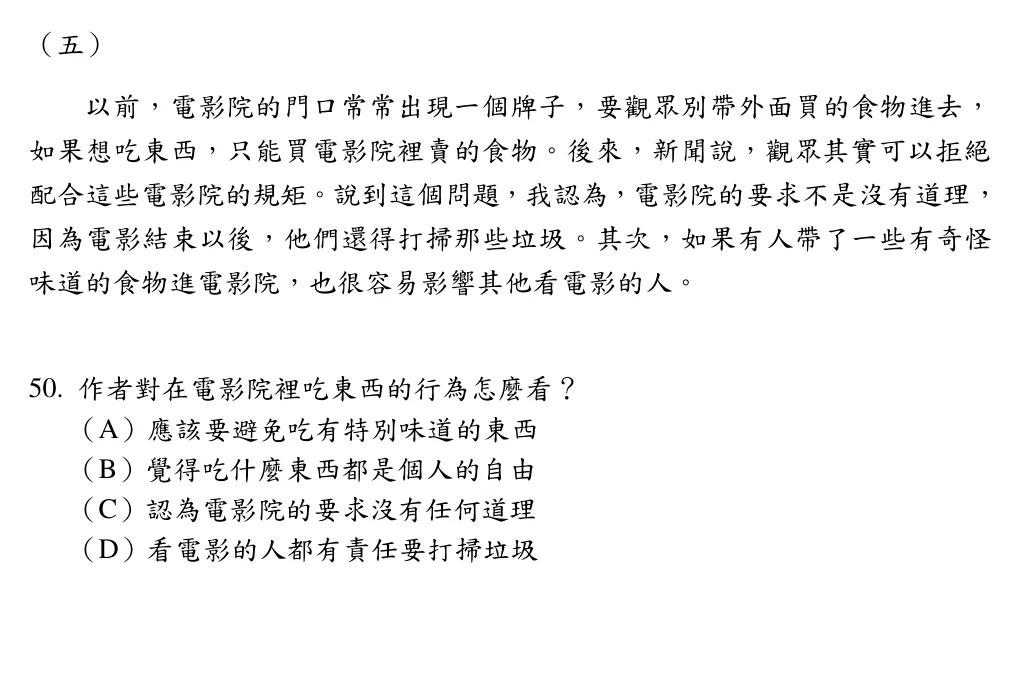 （五）
以前，電影院的門口常常出現一個牌子，要觀眾別帶外面買的食物進去，
如果想吃東西，只能買電影院裡賣的食物。後來，新聞說，觀眾其實可以拒絕
配合這些電影院的規矩。說到這個問題，我認為，電影院的要求不是沒有道理，
因為電影結束以後，他們還得打掃那些垃圾。其次，如果有人帶了一些有奇怪
味道的食物進電影院，也很容易影響其他看電影的人。
50. 作者對在電影院裡吃東西的行為怎麼看？
（A）應該要避免吃有特別味道的東西
（B）覺得吃什麼東西都是個人的自由
（C）認為電影院的要求沒有任何道理
（D）看電影的人都有責任要打掃垃圾